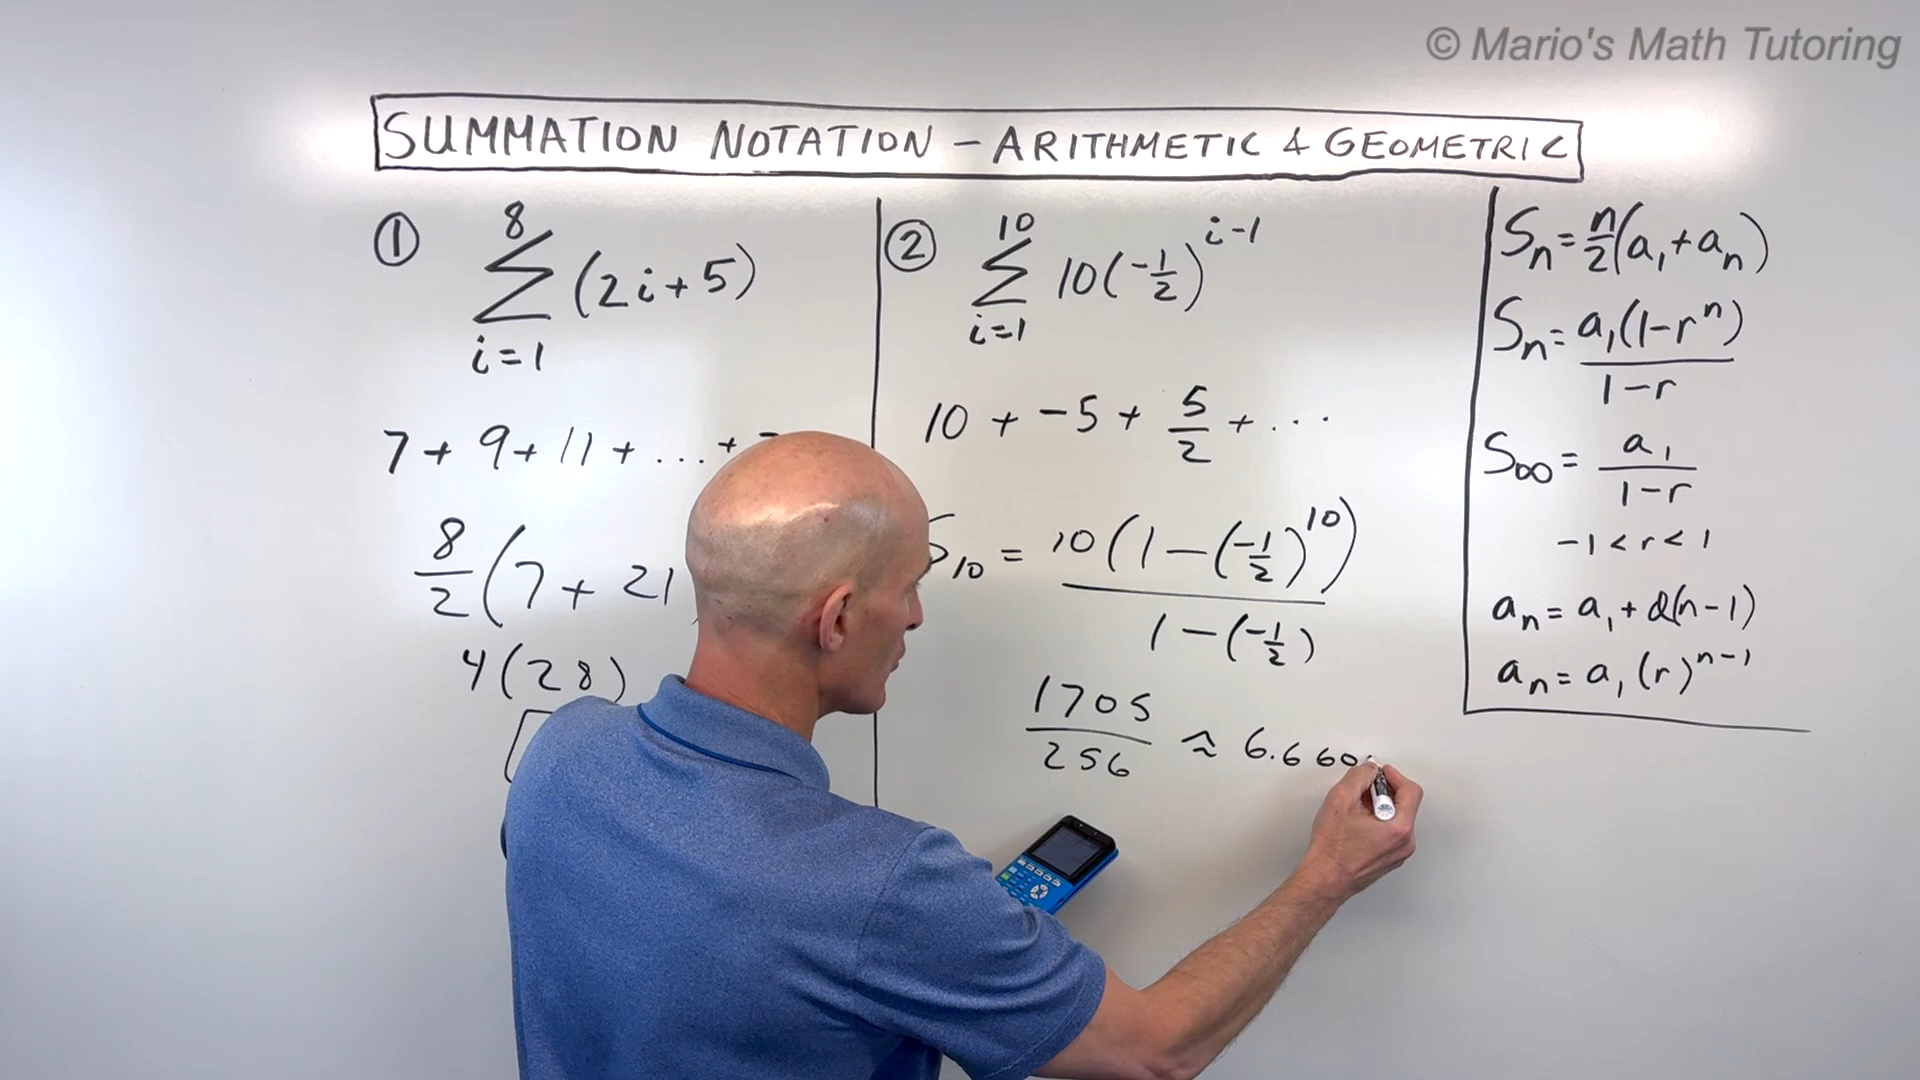 © Mario's Math Tutoring
SUMMATION NOTATION – ARITHMETIC & GEOMETRIC
① 8
∑ (2i+5)
i=1
7 + 9 + 11 + ... +
8/2 (7 + 21
4(28)
② 10
∑ 10(-1/2)^(i-1)
i=1
10 + -5 + 5/2 + ...
S₁₀ = 10(1-(-1/2)^10) / 1-(-1/2)
1705/256 ≈ 6.660
Sₙ = n/2(a₁+aₙ)
Sₙ = a₁(1-rⁿ) / 1-r
S∞ = a₁ / 1-r
-1<r<1
aₙ = a₁ + d(n-1)
aₙ = a₁(r)^(n-1)